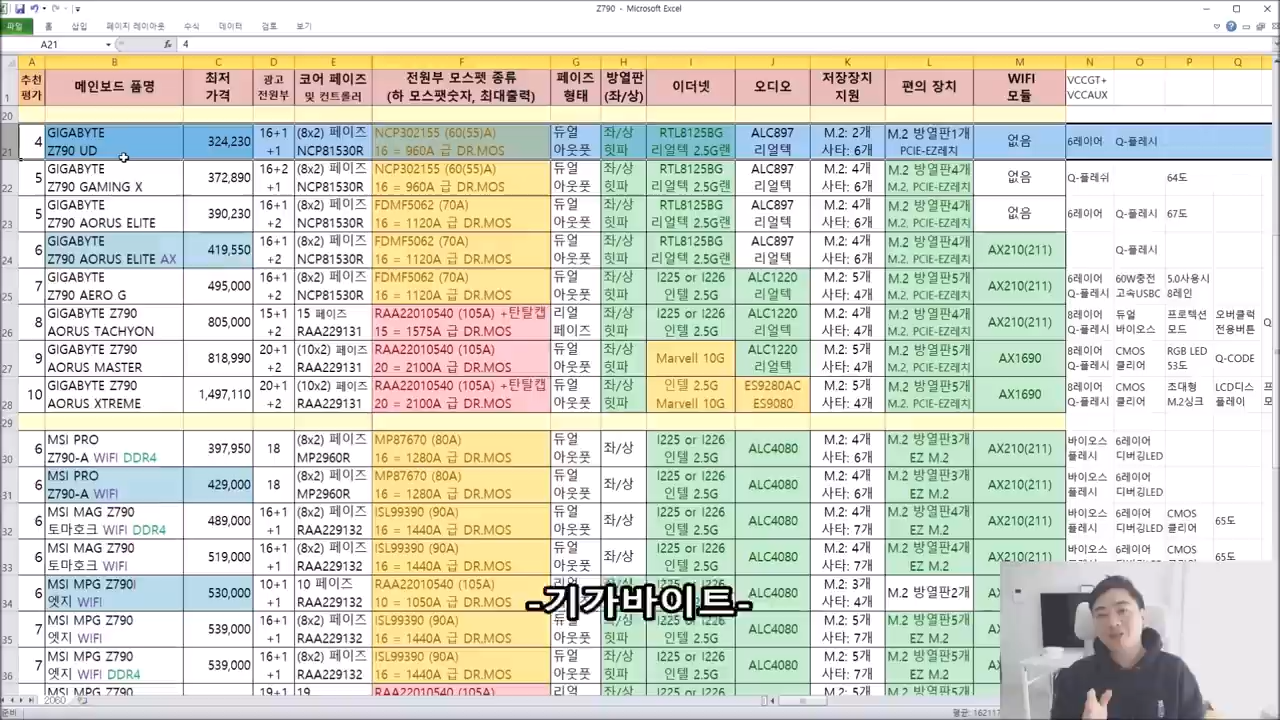 Z790 - Microsoft Excel
파일 홈 삽입 페이지 레이아웃 수식 데이터 검토 보기
A21 fx 4
A B C D E F G H I J K L M N O P Q
1 추천 평가 메인보드 품명 최저 가격 광고 전원부 코어 페이즈 및 컨트롤러 전원부 모스펫 종류 (하 모스펫숫자, 최대출력) 페이즈 형태 방열판 (좌/상) 이더넷 오디오 저장장치 지원 편의 장치 WIFI 모듈 VCCGT+ VCCAUX
20
4 GIGABYTE 324,230 16+1 (8x2) 페이즈 NCP302155 (60(55)A) 듀얼 좌/상 RTL8125BG ALC897 M.2: 2개 M.2 방열판1개 없음 6레이어 Q-플레시
21 Z790 UD +1 NCP81530R 16 = 960A 급 DR.MOS 아웃풋 힛파 리얼텍 2.5G랜 리얼텍 사타: 6개 PCIE-EZ레치
5 GIGABYTE 372,890 16+2 (8x2) 페이즈 NCP302155 (60(55)A) 듀얼 좌/상 RTL8125BG ALC897 M.2: 4개 M.2 방열판4개 없음 Q-플레쉬 64도
22 Z790 GAMING X +1 NCP81530R 16 = 960A 급 DR.MOS 아웃풋 힛파 리얼텍 2.5G랜 리얼텍 사타: 6개 M.2, PCIE-EZ레치
5 GIGABYTE 390,230 16+1 (8x2) 페이즈 FDMF5062 (70A) 듀얼 좌/상 RTL8125BG ALC897 M.2: 4개 M.2 방열판4개 없음 6레이어 Q-플레시 67도
23 Z790 AORUS ELITE +2 NCP81530R 16 = 1120A 급 DR.MOS 아웃풋 힛파 리얼텍 2.5G랜 리얼텍 사타: 6개 M.2, PCIE-EZ레치
6 GIGABYTE 419,550 16+1 (8x2) 페이즈 FDMF5062 (70A) 듀얼 좌/상 RTL8125BG ALC897 M.2: 4개 M.2 방열판4개 AX210(211) Q-플레시
24 Z790 AORUS ELITE AX +2 NCP81530R 16 = 1120A 급 DR.MOS 아웃풋 힛파 리얼텍 2.5G랜 리얼텍 사타: 6개 M.2, PCIE-EZ레치
7 GIGABYTE 495,000 16+1 (8x2) 페이즈 FDMF5062 (70A) 듀얼 좌/상 I225 or I226 ALC1220 M.2: 5개 M.2 방열판5개 AX210(211) 6레이어 60W충전 5.0사용시
25 Z790 AERO G +2 NCP81530R 16 = 1120A 급 DR.MOS 아웃풋 힛파 인텔 2.5G 리얼텍 사타: 4개 M.2, PCIE-EZ레치 Q-플레시 고속USBC 8레인
8 GIGABYTE Z790 805,000 15+1 15 페이즈 RAA22010540 (105A) +탄탈캡 리얼 좌/상 I225 or I226 ALC1220 M.2: 4개 M.2 방열판4개 AX210(211) 8레이어 듀얼 프로텍션 오버클럭
26 AORUS TACHYON +2 RAA229131 15 = 1575A 급 DR.MOS 페이즈 힛파 인텔 2.5G 리얼텍 사타: 4개 M.2, PCIE-EZ레치 Q-플레시 바이오스 모드 전용버튼
9 GIGABYTE Z790 818,990 20+1 (10x2) 페이즈 RAA22010540 (105A) 듀얼 좌/상 Marvell 10G ALC1220 M.2: 5개 M.2 방열판5개 AX1690 8레이어 CMOS RGB LED Q-CODE
27 AORUS MASTER +2 RAA229131 20 = 2100A 급 DR.MOS 아웃풋 힛파 리얼텍 사타: 4개 M.2, PCIE-EZ레치 Q-플레시 클리어 53도
10 GIGABYTE Z790 1,497,110 20+1 (10x2) 페이즈 RAA22010540 (105A) +탄탈캡 듀얼 좌/상 인텔 2.5G ES9280AC M.2: 5개 M.2 방열판5개 AX1690 8레이어 CMOS 조대형 LCD디스
28 AORUS XTREME +2 RAA229131 20 = 2100A 급 DR.MOS 아웃풋 힛파 Marvell 10G ES9080 사타: 4개 M.2, PCIE-EZ레치 Q-플레시 클리어 M.2싱크 플레이
29
6 MSI PRO 397,950 18 (8x2) 페이즈 MP87670 (80A) 듀얼 좌/상 I225 or I226 ALC4080 M.2: 4개 M.2 방열판3개 AX210(211) 바이오스 6레이어
30 Z790-A WIFI DDR4 +1 MP2960R 16 = 1280A 급 DR.MOS 아웃풋 인텔 2.5G 사타: 6개 EZ M.2 플레시 디버깅LED
6 MSI PRO 429,000 18 (8x2) 페이즈 MP87670 (80A) 듀얼 좌/상 I225 or I226 ALC4080 M.2: 4개 M.2 방열판3개 AX210(211) 바이오스 6레이어
31 Z790-A WIFI +1 MP2960R 16 = 1280A 급 DR.MOS 아웃풋 인텔 2.5G 사타: 6개 EZ M.2 플레시 디버깅LED
6 MSI MAG Z790 489,000 16+1 (8x2) 페이즈 ISL99390 (90A) 듀얼 좌/상 I225 or I226 ALC4080 M.2: 4개 M.2 방열판4개 AX210(211) 바이오스 6레이어 CMOS 65도
32 토마호크 WIFI DDR4 +1 RAA229132 16 = 1440A 급 DR.MOS 아웃풋 인텔 2.5G 사타: 7개 EZ M.2 플레시 디버깅LED 클리어
6 MSI MAG Z790 519,000 16+1 (8x2) 페이즈 ISL99390 (90A) 듀얼 좌/상 I225 or I226 ALC4080 M.2: 4개 M.2 방열판4개 AX210(211) 바이오스 6레이어 CMOS 65도
33 토마호크 WIFI +1 RAA229132 16 = 1440A 급 DR.MOS 아웃풋 인텔 2.5G 사타: 7개 EZ M.2
6 MSI MPG Z790I 530,000 10+1 10 페이즈 RAA22010540 (105A) I225 or I226 ALC4080 M.2: 3개 M.2 방열판2개
34 엣지 WIFI +1 RAA229132 10 = 1050A 급 DR.MOS 인텔 2.5G 사타: 4개
-기가바이트-
7 MSI MPG Z790 539,000 16+1 (8x2) 페이즈 ISL99390 (90A) 듀얼 좌/상 I225 or I226 ALC4080 M.2: 5개 M.2 방열판5개
35 엣지 WIFI +1 RAA229132 16 = 1440A 급 DR.MOS 아웃풋 힛파 인텔 2.5G 사타: 7개 EZ M.2
7 MSI MPG Z790 539,000 16+1 (8x2) 페이즈 ISL99390 (90A) 듀얼 좌/상 I225 or I226 ALC4080 M.2: 5개 M.2 방열판5개
36 엣지 WIFI DDR4 +1 RAA229132 16 = 1440A 급 DR.MOS 아웃풋 힛파 인텔 2.5G 사타: 7개 EZ M.2
MSI MPG Z790 19+1 19 RAA22010540 (105A) 리얼 좌/상 I225 or I226 M.2: 5개 M.2 방열판5개
2060
준비